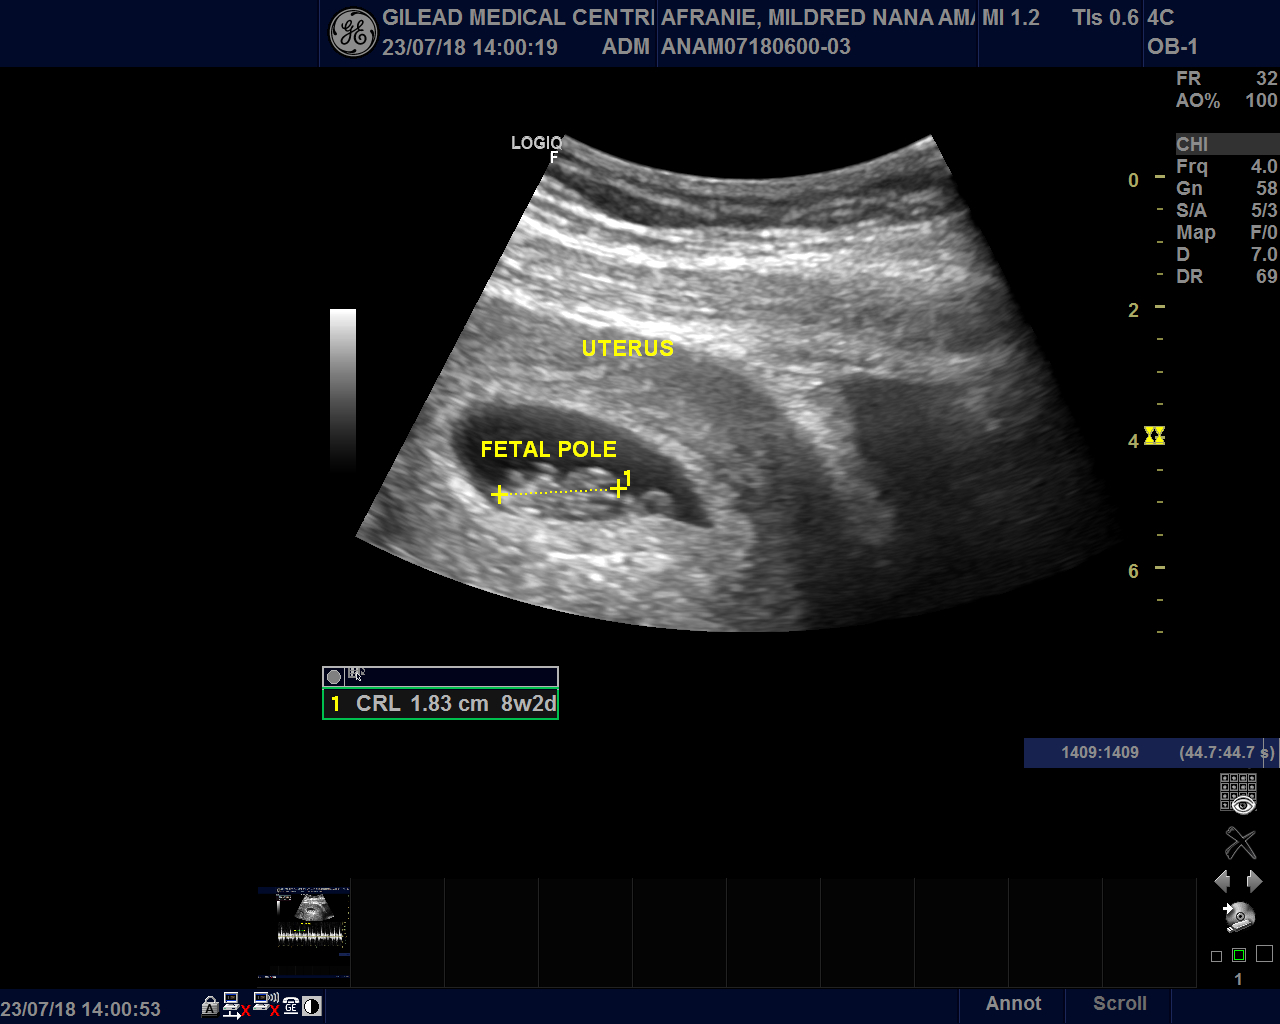 GILEAD MEDICAL CENTR
AFRANIE, MILDRED NANA AMA
MI 1.2
TIs 0.6
4C
23/07/18 14:00:19
ADM
ANAM07180600-03
OB-1
FR 32
AO% 100
CHI
Frq 4.0
Gn 58
S/A 5/3
Map F/0
D 7.0
DR 69
LOGIQ
F
0
2
4
6
UTERUS
FETAL POLE
1
1 CRL 1.83 cm 8w2d
1409:1409 (44.7:44.7 s)
1
23/07/18 14:00:53
A
GE
Annot
Scroll